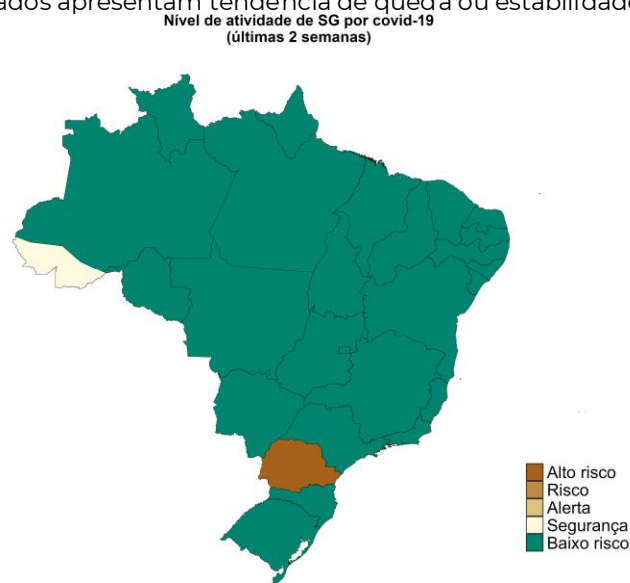 ados apresentam tendência de queda ou estabilidade
Nível de atividade de SG por covid-19
(últimas 2 semanas)
Alto risco
Risco
Alerta
Segurança
Baixo risco